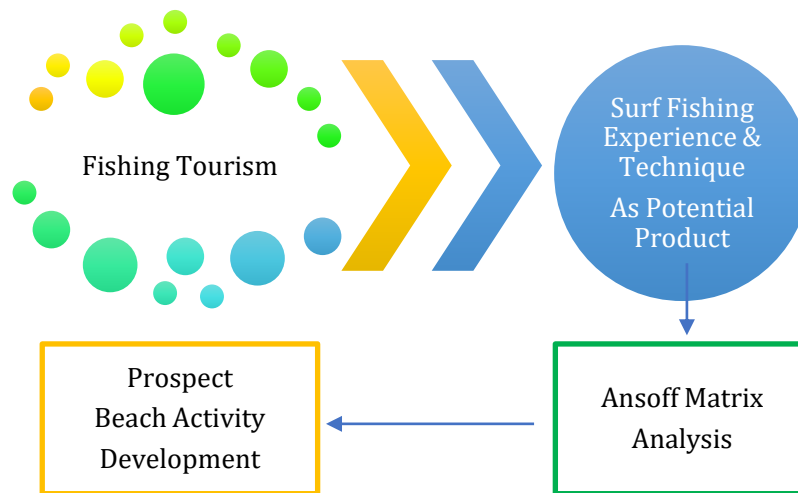 Fishing Tourism
Surf Fishing
Experience &
Technique
As Potential
Product
Ansoff Matrix
Analysis
Prospect
Beach Activity
Development